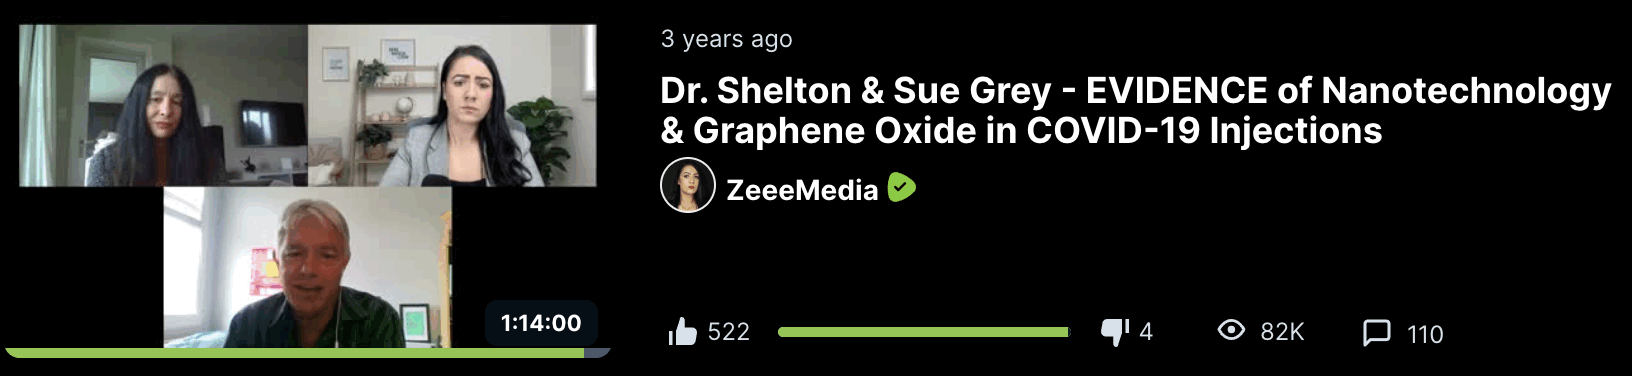 3 years ago
Dr. Shelton & Sue Grey - EVIDENCE of Nanotechnology
& Graphene Oxide in COVID-19 Injections
ZeeeMedia
1:14:00
522
4
82K
110